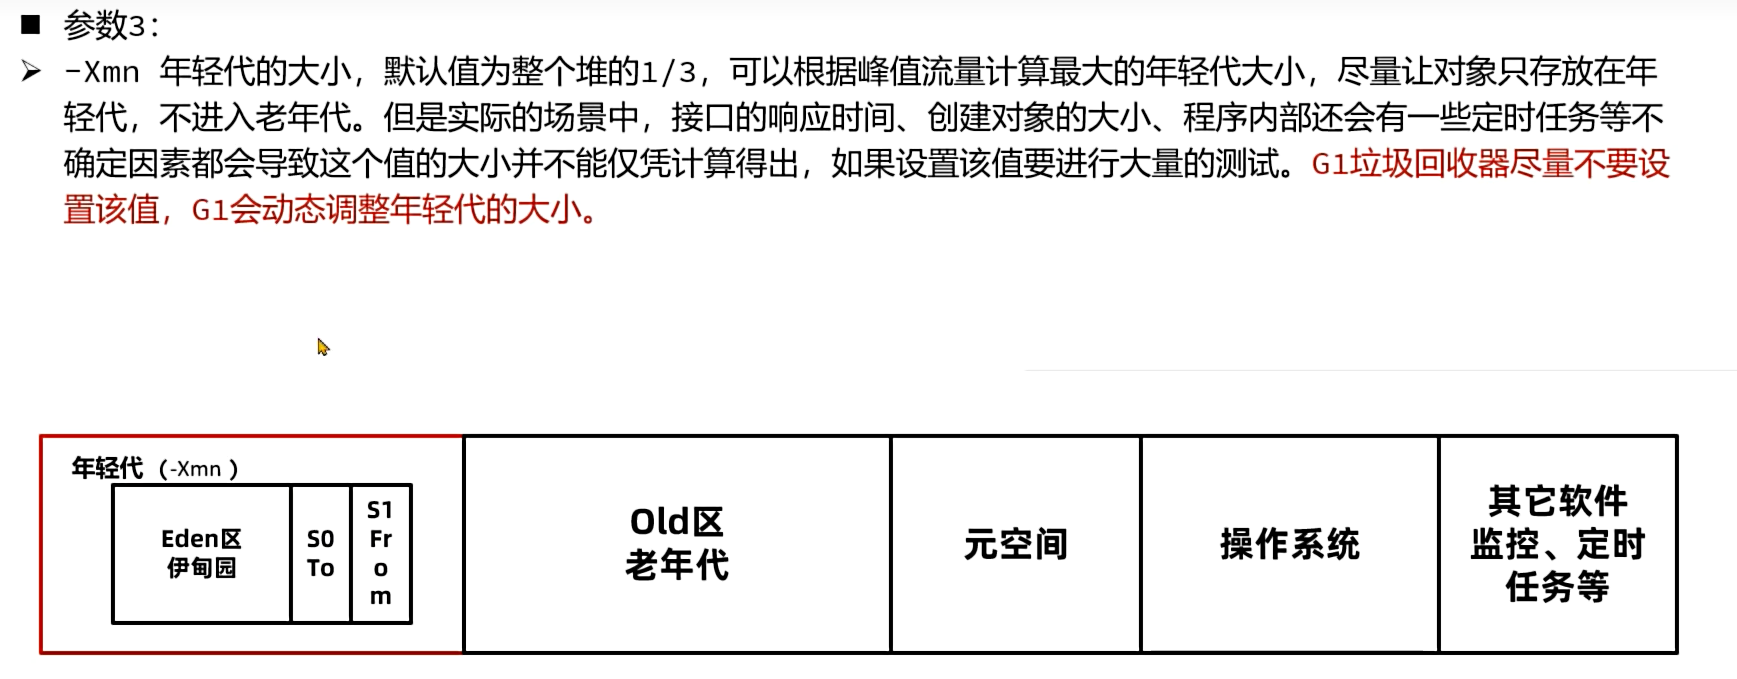 ■ 参数3：
➢ -Xmn 年轻代的大小，默认值为整个堆的1/3，可以根据峰值流量计算最大的年轻代大小，尽量让对象只存放在年
轻代，不进入老年代。但是实际的场景中，接口的响应时间、创建对象的大小、程序内部还会有一些定时任务等不
确定因素都会导致这个值的大小并不能仅凭计算得出，如果设置该值要进行大量的测试。G1垃圾回收器尽量不要设
置该值，G1会动态调整年轻代的大小。
年轻代（-Xmn ）
Eden区
伊甸园
S0
To
S1
Fr
o
m
Old区
老年代
元空间
操作系统
其它软件
监控、定时
任务等